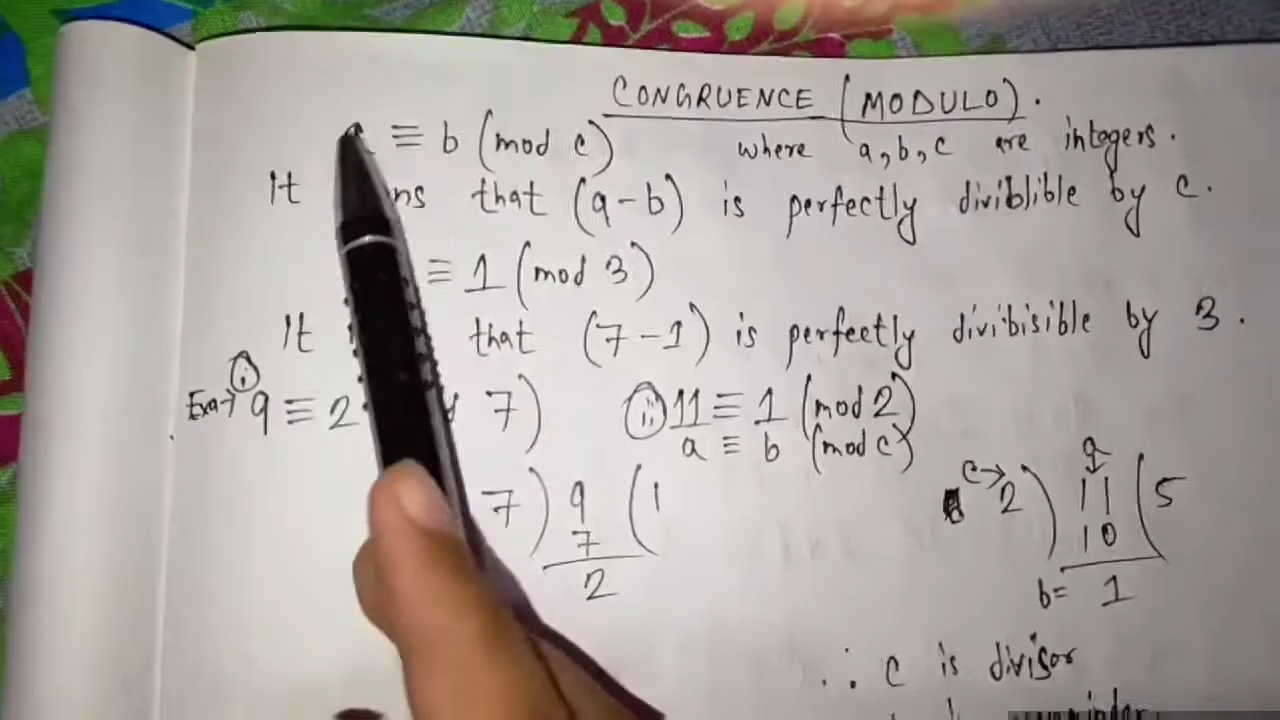 CONGRUENCE (MODULO).
≡ b (mod c) where a, b, c are integers.
It that (a-b) is perfectly diviblible by c.
≡ 1 (mod 3)
It that (7-1) is perfectly divibisible by 3.
Exa→ (i) 9 ≡ 2 7) (ii) 11 ≡ 1 (mod 2)
a ≡ b (mod c)
7) 9 (1
7
2
a
c→ 2) 11 (5
10
b= 1
∴ c is divisor